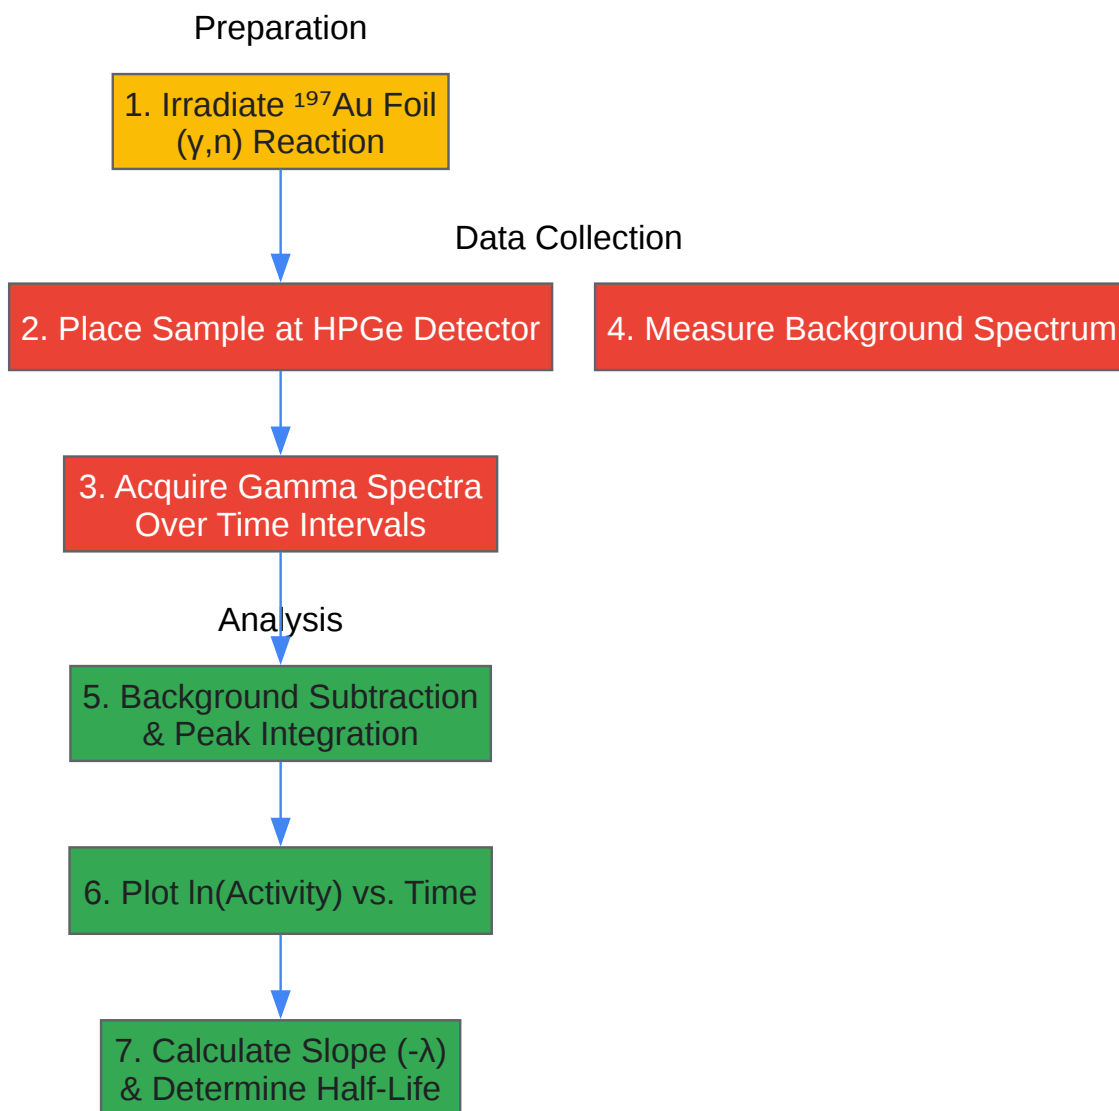 Preparation
1. Irradiate ¹⁹⁷Au Foil
(γ,n) Reaction
Data Collection
2. Place Sample at HPGe Detector
4. Measure Background Spectrum
3. Acquire Gamma Spectra
Over Time Intervals
Analysis
5. Background Subtraction
& Peak Integration
6. Plot ln(Activity) vs. Time
7. Calculate Slope (-λ)
& Determine Half-Life